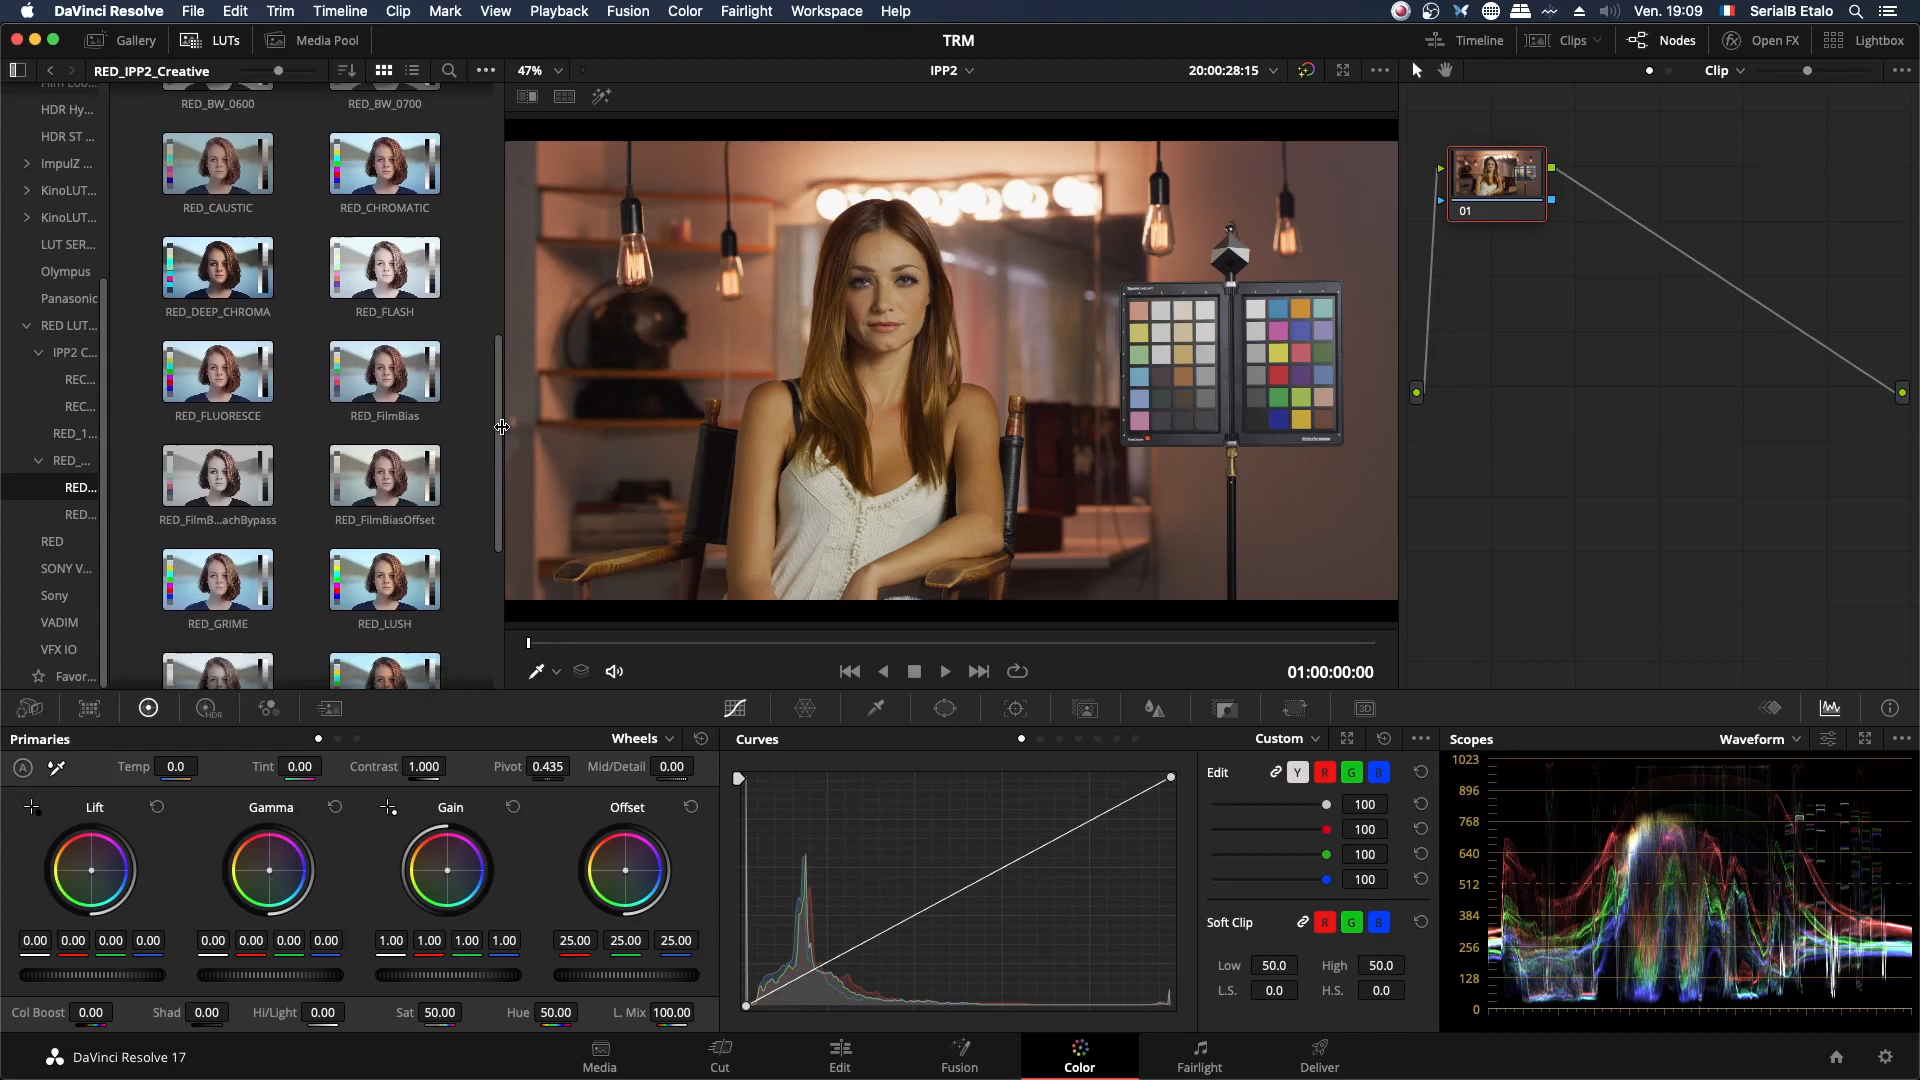 DaVinci Resolve File Edit Trim Timeline Clip Mark View Playback Fusion Color Fairlight Workspace Help Ven. 19:09 SerialB Etalo
Gallery LUTs Media Pool TRM Timeline Clips Nodes Open FX Lightbox
RED_IPP2_Creative 47% IPP2 20:00:28:15 Clip
HDR Hy...
HDR ST ...
ImpulZ ...
KinoLUT...
KinoLUT...
LUT SER...
Olympus
Panasonic
RED LUT...
IPP2 C...
REC...
REC...
RED_1...
RED_...
RED...
RED...
RED
SONY V...
Sony
VADIM
VFX IO
Favor...
RED_BW_0600 RED_BW_0700
RED_CAUSTIC RED_CHROMATIC
RED_DEEP_CHROMA RED_FLASH
RED_FLUORESCE RED_FilmBias
RED_FilmB...achBypass RED_FilmBiasOffset
RED_GRIME RED_LUSH
01
01:00:00:00
HDR 3D
Primaries Wheels
Temp 0.0 Tint 0.00 Contrast 1.000 Pivot 0.435 Mid/Detail 0.00
A
Lift Gamma Gain Offset
0.00 0.00 0.00 0.00 0.00 0.00 0.00 0.00 1.00 1.00 1.00 1.00 25.00 25.00 25.00
Col Boost 0.00 Shad 0.00 Hi/Light 0.00 Sat 50.00 Hue 50.00 L. Mix 100.00
Curves Custom
Edit Y R G B
100
100
100
100
Soft Clip R G B
Low 50.0 High 50.0
L.S. 0.0 H.S. 0.0
Scopes Waveform
1023
896
768
640
512
384
256
128
0
DaVinci Resolve 17 Media Cut Edit Fusion Color Fairlight Deliver